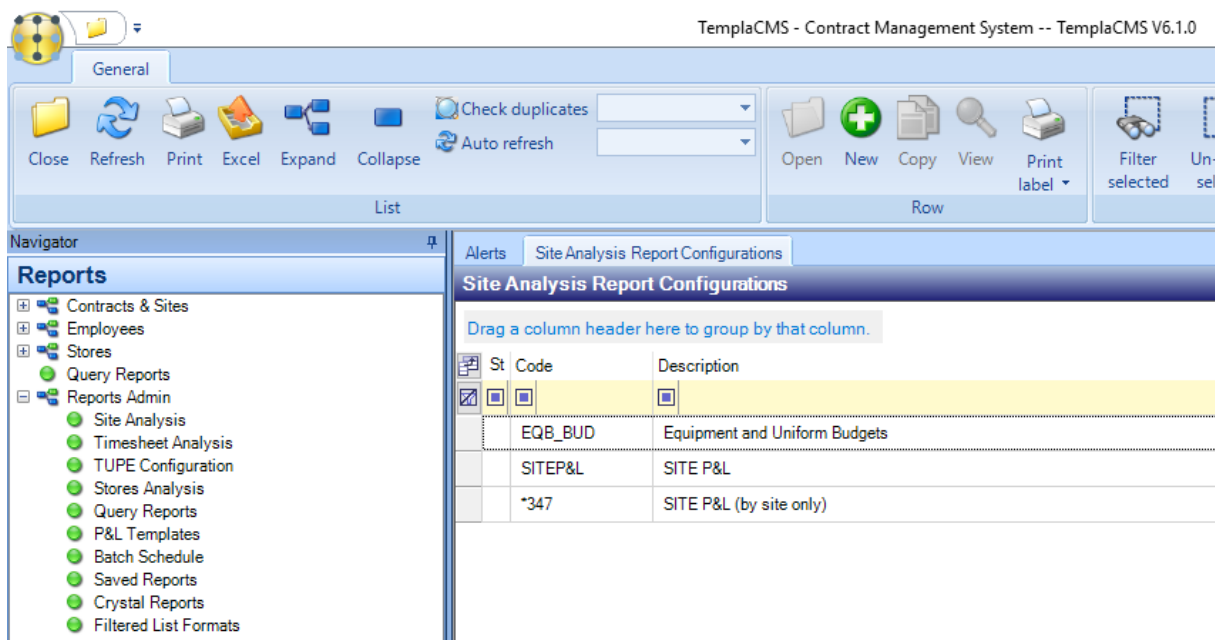 TemplaCMS - Contract Management System -- TemplaCMS V6.1.0
General
Check duplicates
Auto refresh
Close Refresh Print Excel Expand Collapse
Open New Copy View Print label
Filter selected
List
Row
Navigator
Reports
Contracts & Sites
Employees
Stores
Query Reports
Reports Admin
Site Analysis
Timesheet Analysis
TUPE Configuration
Stores Analysis
Query Reports
P&L Templates
Batch Schedule
Saved Reports
Crystal Reports
Filtered List Formats
Alerts Site Analysis Report Configurations
Site Analysis Report Configurations
Drag a column header here to group by that column.
St Code Description
EQB_BUD Equipment and Uniform Budgets
SITEP&L SITE P&L
*347 SITE P&L (by site only)